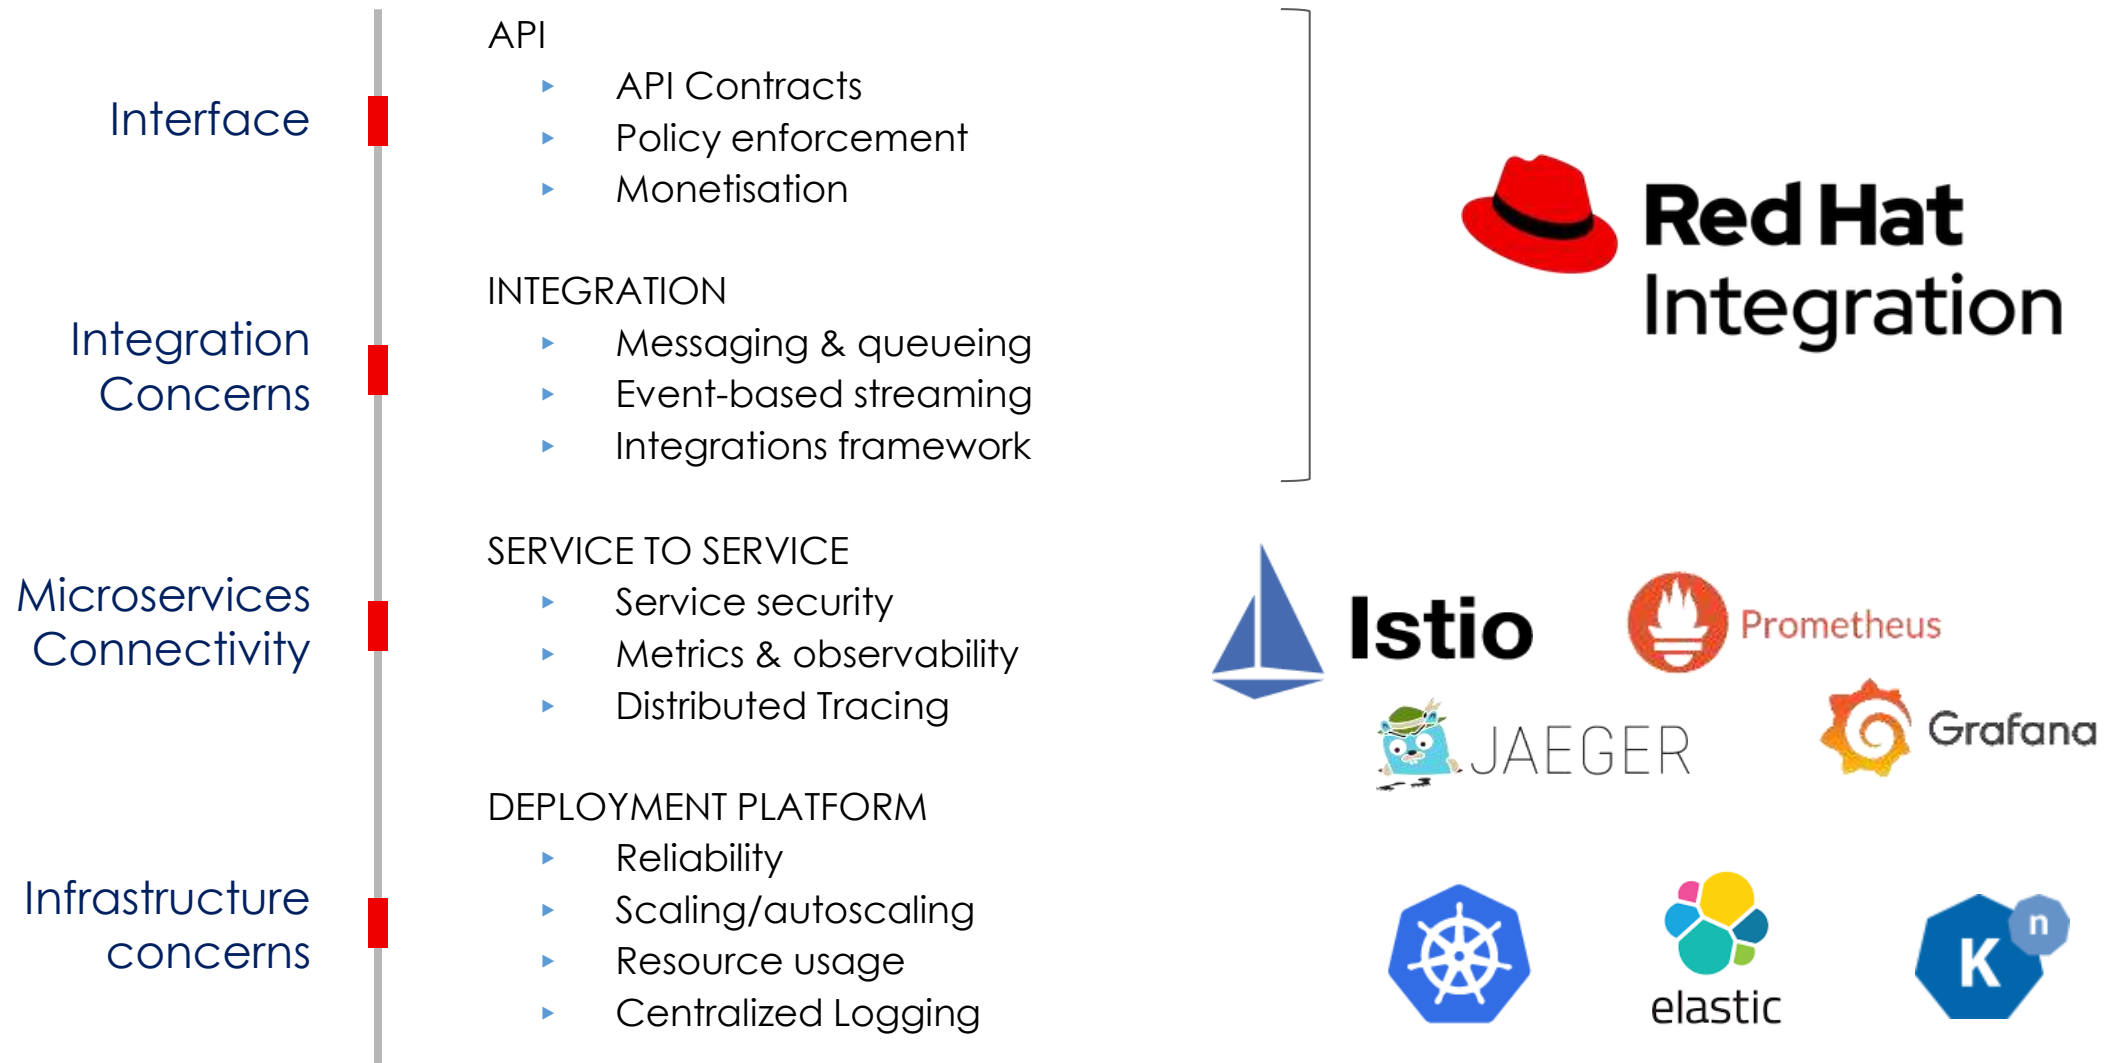 Interface
API
API Contracts
Policy enforcement
Monetisation
Integration
Concerns
INTEGRATION
Messaging & queueing
Event-based streaming
Integrations framework
Red Hat
Integration
Microservices
Connectivity
SERVICE TO SERVICE
Service security
Metrics & observability
Distributed Tracing
Istio
Prometheus
JAEGER
Grafana
Infrastructure
concerns
DEPLOYMENT PLATFORM
Reliability
Scaling/autoscaling
Resource usage
Centralized Logging
elastic
K
n